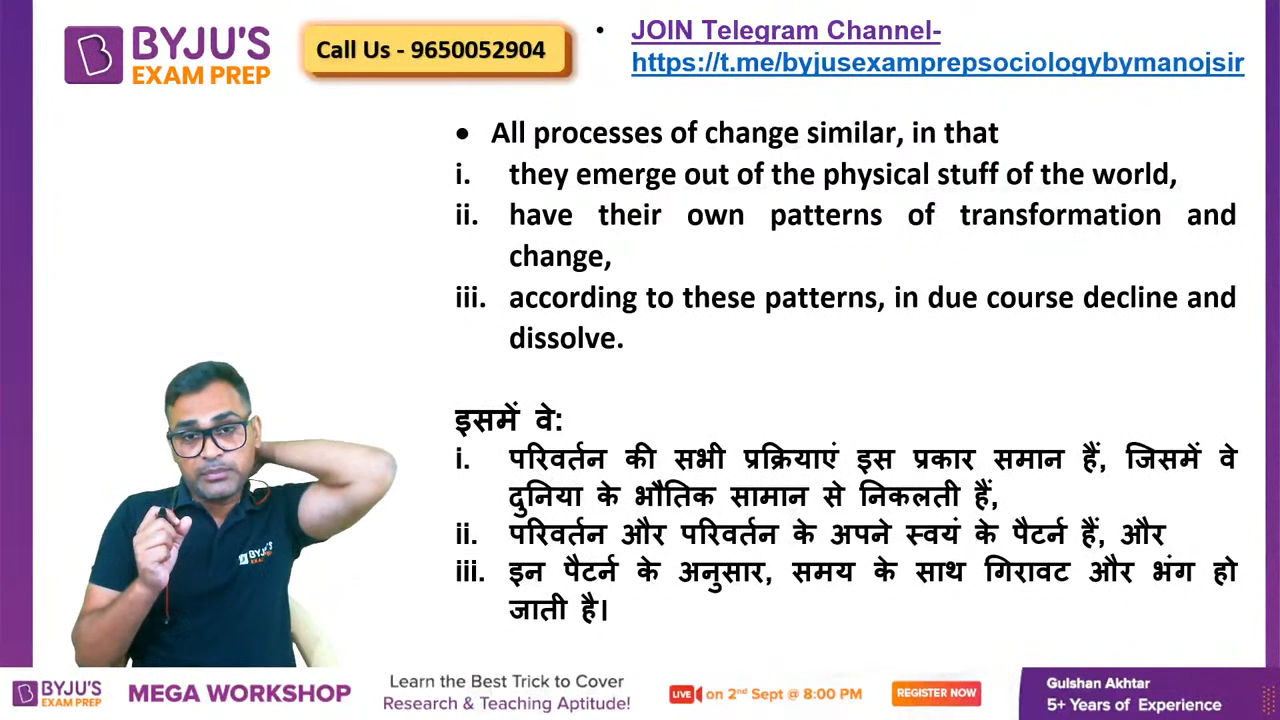 BYJU'S
EXAM PREP
Call Us - 9650052904
• JOIN Telegram Channel-
https://t.me/byjusexamprepsociologybymanojsir
• All processes of change similar, in that
i. they emerge out of the physical stuff of the world,
ii. have their own patterns of transformation and
change,
iii. according to these patterns, in due course decline and
dissolve.
इसमें वे:
i. परिवर्तन की सभी प्रक्रियाएं इस प्रकार समान हैं, जिसमें वे
दुनिया के भौतिक सामान से निकलती हैं,
ii. परिवर्तन और परिवर्तन के अपने स्वयं के पैटर्न हैं, और
iii. इन पैटर्न के अनुसार, समय के साथ गिरावट और भंग हो
जाती है।
BYJU'S
BYJU'S
EXAM PREP
MEGA WORKSHOP
Learn the Best Trick to Cover
Research & Teaching Aptitude!
LIVE on 2nd Sept @ 8:00 PM
REGISTER NOW
Gulshan Akhtar
5+ Years of Experience